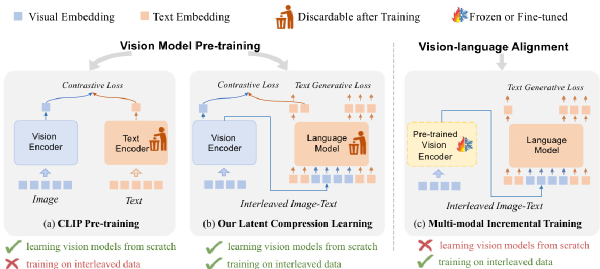 Visual Embedding
Text Embedding
Discardable after Training
Frozen or Fine-tuned
Vision Model Pre-training
Vision-language Alignment
Contrastive Loss
Vision
Encoder
Text
Encoder
Image
Text
(a) CLIP Pre-training
learning vision models from scratch
training on interleaved data
Contrastive Loss
Text Generative Loss
Vision
Encoder
Language
Model
Interleaved Image-Text
(b) Our Latent Compression Learning
learning vision models from scratch
training on interleaved data
Text Generative Loss
Pre-trained
Vision
Encoder
Language
Model
Interleaved Image-Text
(c) Multi-modal Incremental Training
learning vision models from scratch
training on interleaved data